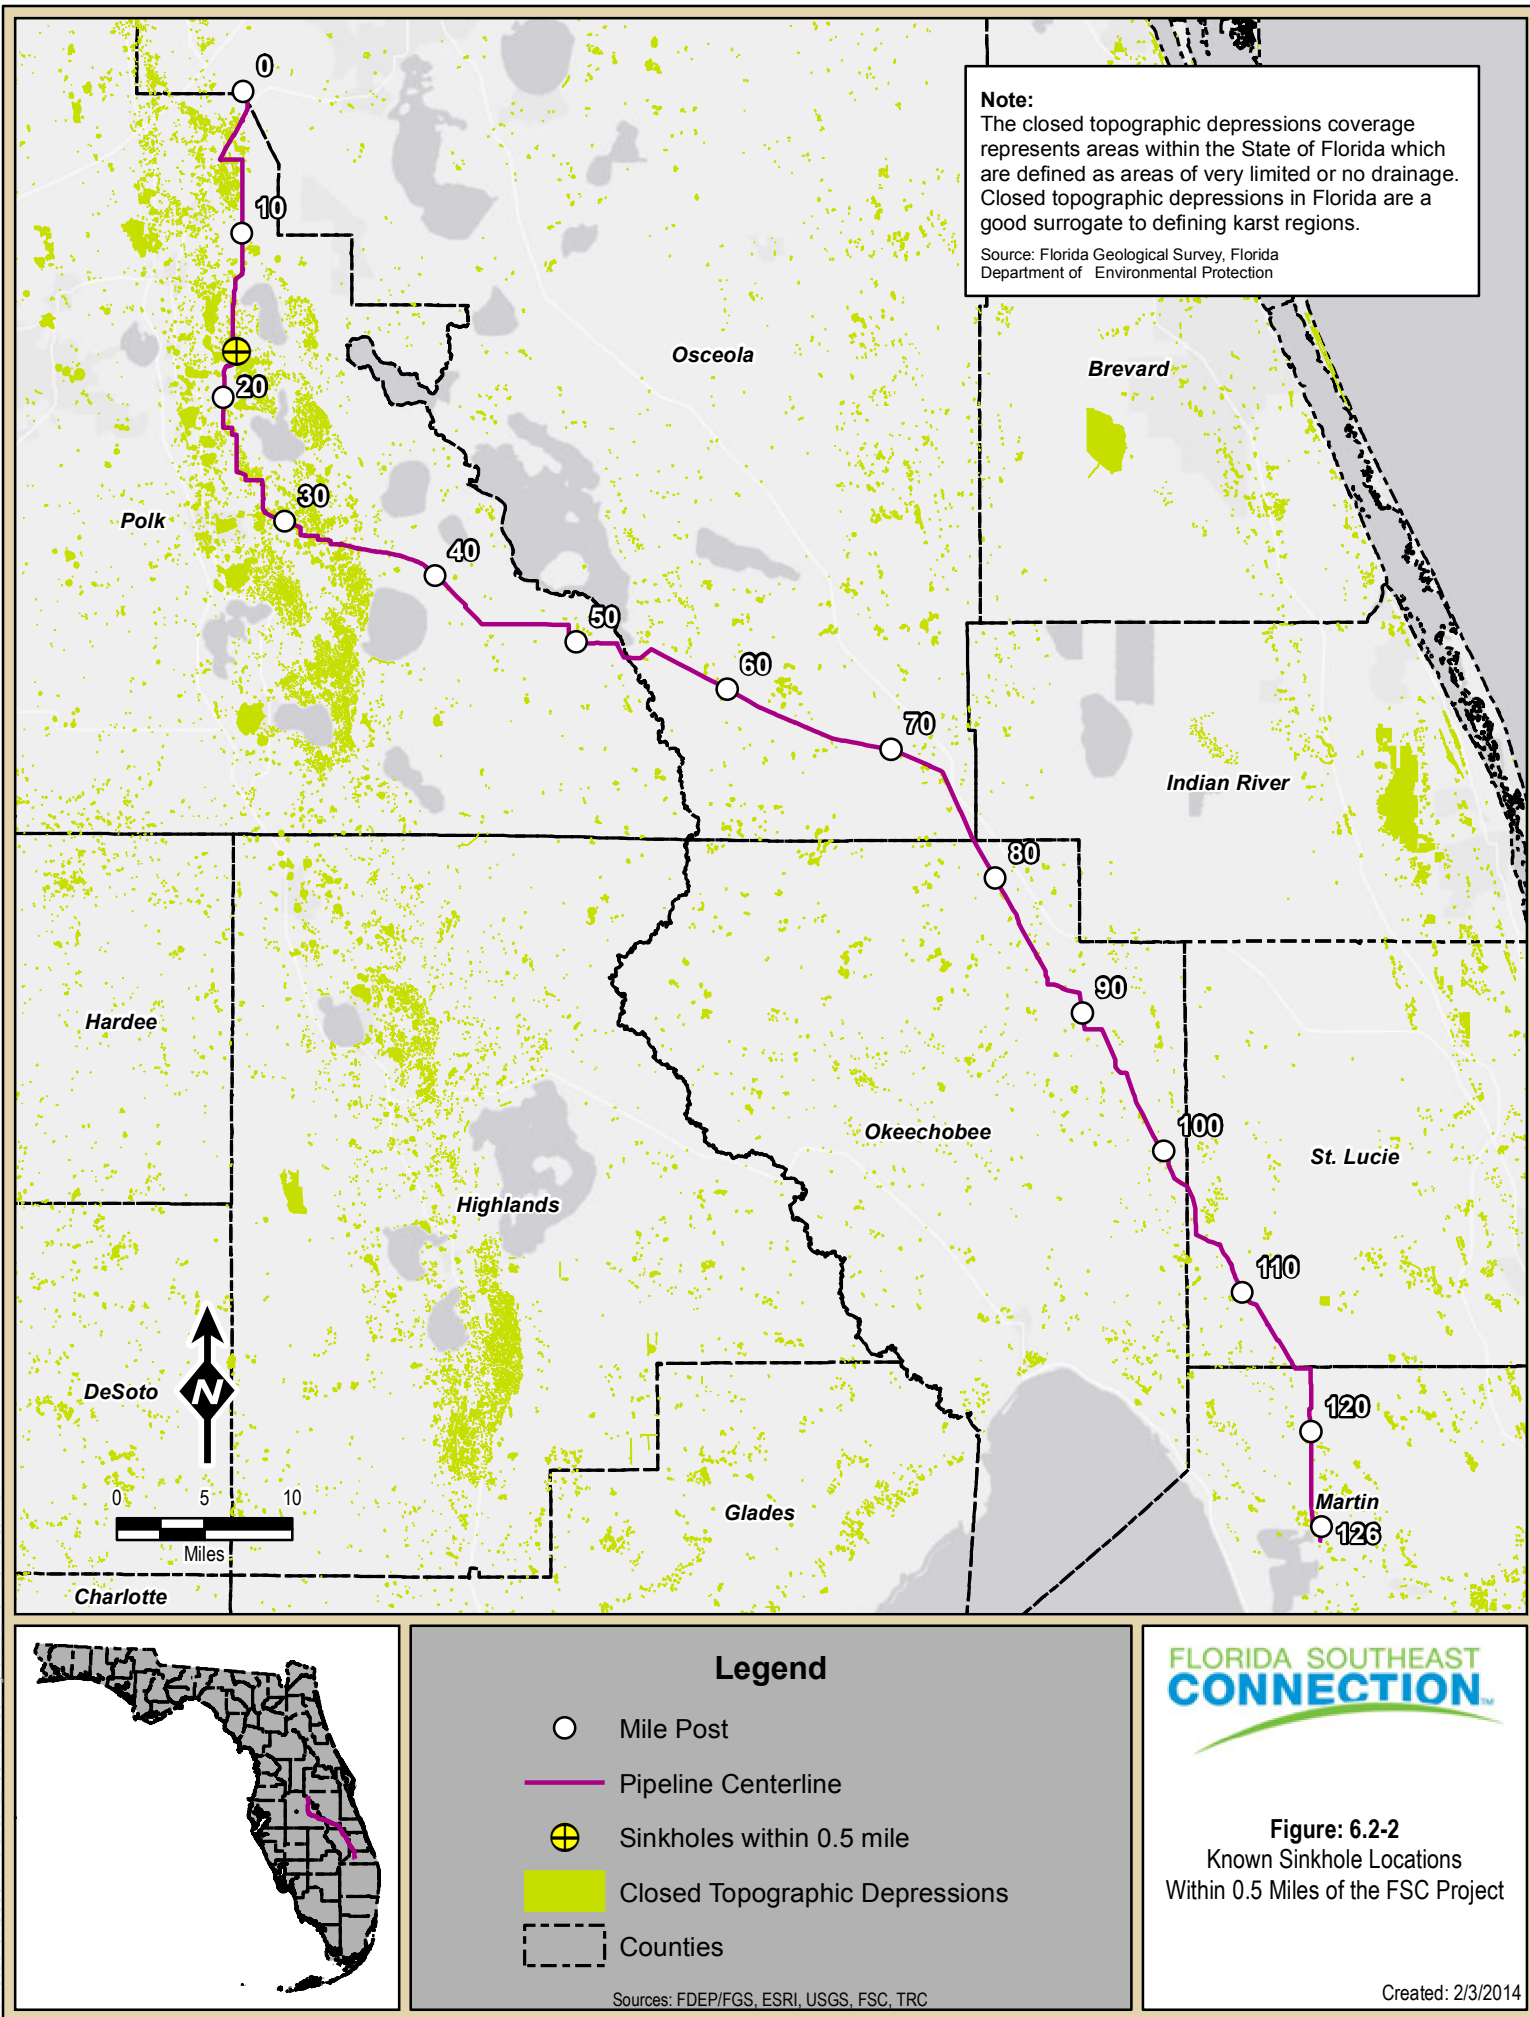 0
Note:
The closed topographic depressions coverage
represents areas within the State of Florida which
are defined as areas of very limited or no drainage.
Closed topographic depressions in Florida are a
good surrogate to defining karst regions.
Source: Florida Geological Survey, Florida
Department of Environmental Protection
10
Osceola
Brevard
20
30
Polk
40
50
60
70
Indian River
80
90
Hardee
100
Okeechobee
St. Lucie
Highlands
110
DeSoto
N
120
0 5 10
Miles
Glades
Martin
126
Charlotte
Legend
Mile Post
Pipeline Centerline
Sinkholes within 0.5 mile
Closed Topographic Depressions
Counties
Sources: FDEP/FGS, ESRI, USGS, FSC, TRC
FLORIDA SOUTHEAST
CONNECTION™
Figure: 6.2-2
Known Sinkhole Locations
Within 0.5 Miles of the FSC Project
Created: 2/3/2014